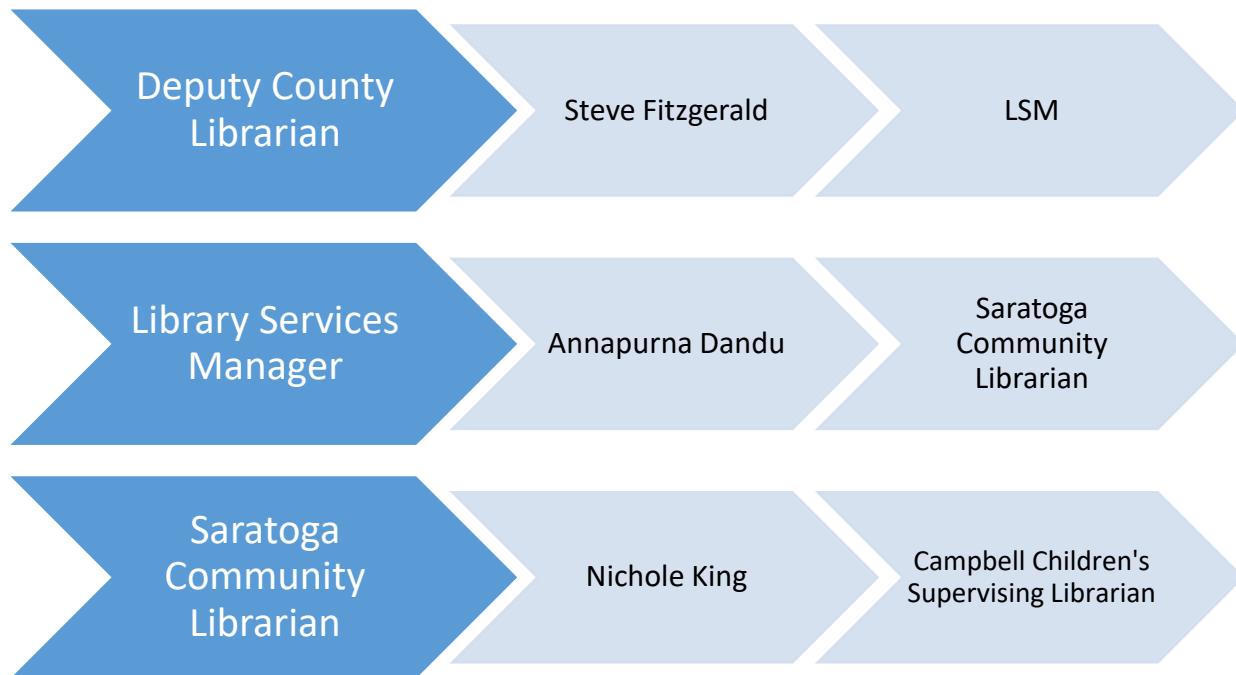 Deputy County
Librarian
Steve Fitzgerald
LSM
Library Services
Manager
Annapurna Dandu
Saratoga
Community
Librarian
Saratoga
Community
Librarian
Nichole King
Campbell Children's
Supervising Librarian